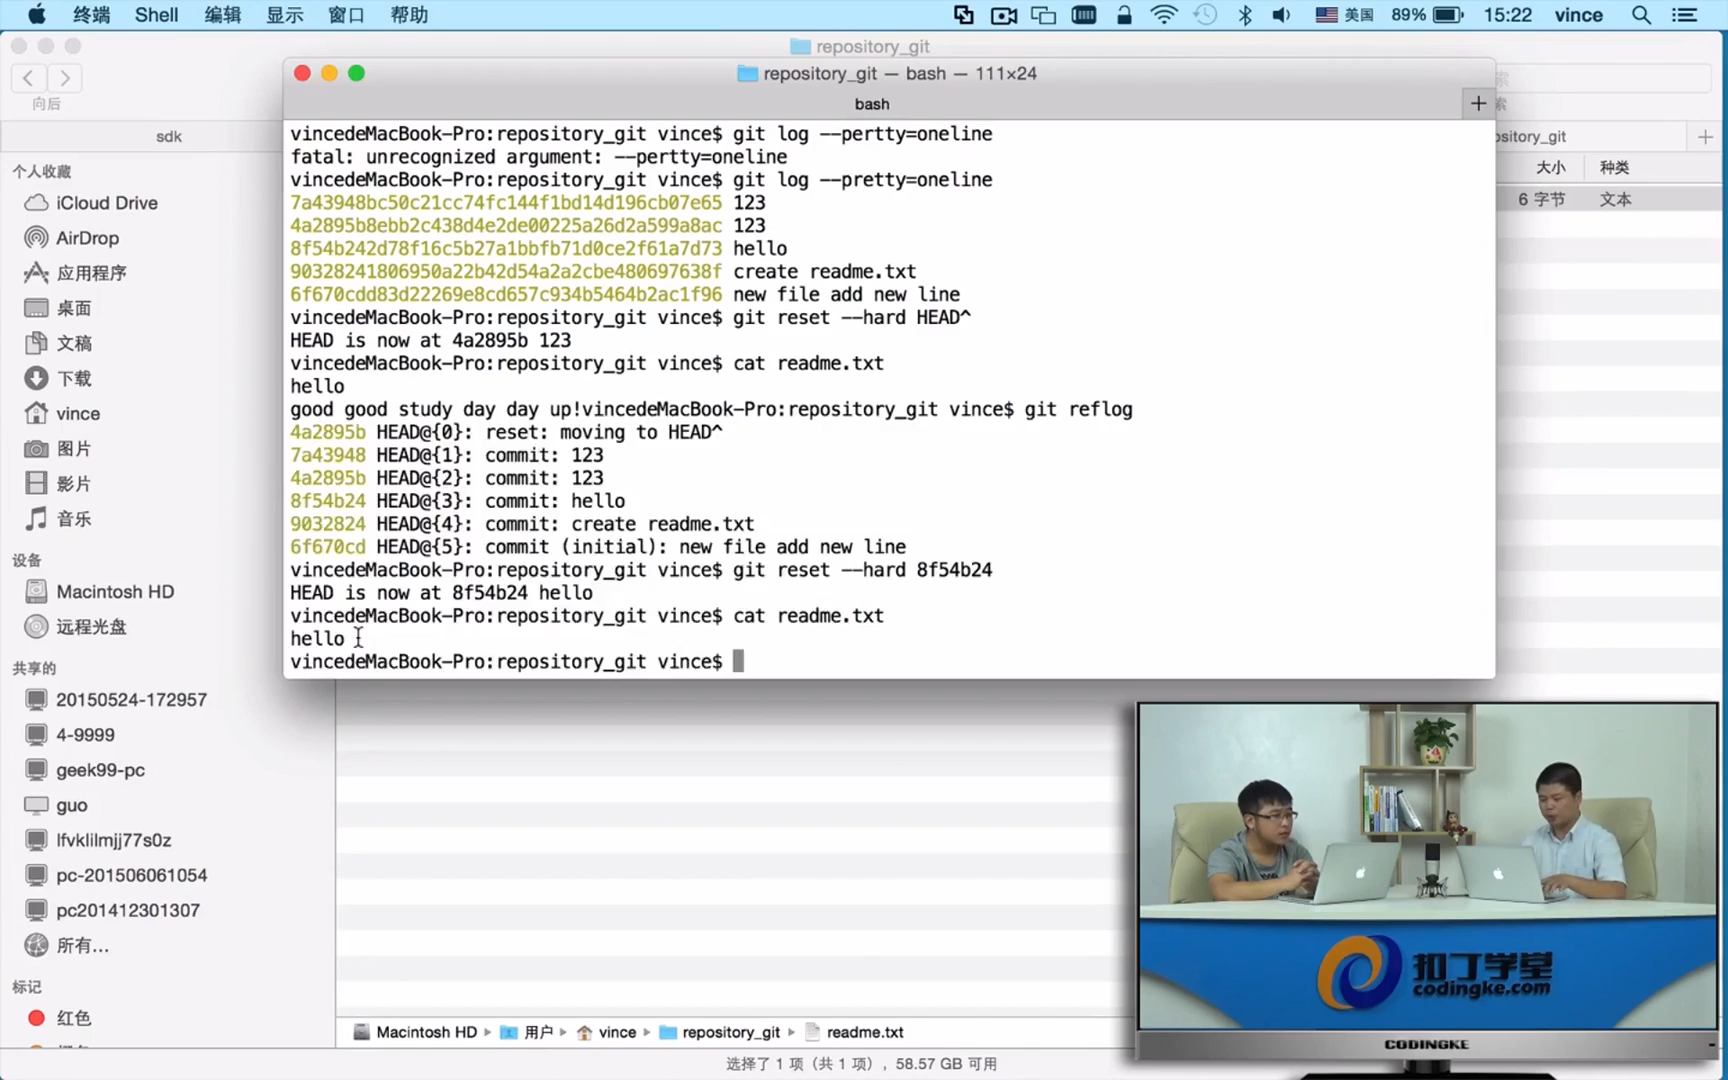 终端 Shell 编辑 显示 窗口 帮助 美国 89% 15:22 vince
repository_git
向后
sdk
个人收藏
iCloud Drive
AirDrop
应用程序
桌面
文稿
下载
vince
图片
影片
音乐
设备
Macintosh HD
远程光盘
共享的
20150524-172957
4-9999
geek99-pc
guo
lfvklilmjj77s0z
pc-201506061054
pc201412301307
所有...
标记
红色
repository_git — bash — 111×24
bash
vincedeMacBook-Pro:repository_git vince$ git log --pertty=oneline
fatal: unrecognized argument: --pertty=oneline
vincedeMacBook-Pro:repository_git vince$ git log --pretty=oneline
7a43948bc50c21cc74fc144f1bd14d196cb07e65 123
4a2895b8ebb2c438d4e2de00225a26d2a599a8ac 123
8f54b242d78f16c5b27a1bbfb71d0ce2f61a7d73 hello
90328241806950a22b42d54a2a2cbe480697638f create readme.txt
6f670cdd83d22269e8cd657c934b5464b2ac1f96 new file add new line
vincedeMacBook-Pro:repository_git vince$ git reset --hard HEAD^
HEAD is now at 4a2895b 123
vincedeMacBook-Pro:repository_git vince$ cat readme.txt
hello
good good study day day up!vincedeMacBook-Pro:repository_git vince$ git reflog
4a2895b HEAD@{0}: reset: moving to HEAD^
7a43948 HEAD@{1}: commit: 123
4a2895b HEAD@{2}: commit: 123
8f54b24 HEAD@{3}: commit: hello
9032824 HEAD@{4}: commit: create readme.txt
6f670cd HEAD@{5}: commit (initial): new file add new line
vincedeMacBook-Pro:repository_git vince$ git reset --hard 8f54b24
HEAD is now at 8f54b24 hello
vincedeMacBook-Pro:repository_git vince$ cat readme.txt
hello
vincedeMacBook-Pro:repository_git vince$
索
索
sitory_git
大小 种类
6 字节 文本
扣丁学堂
codingke.com
CODINGKE
Macintosh HD 用户 vince repository_git readme.txt
选择了 1 项（共 1 项），58.57 GB 可用